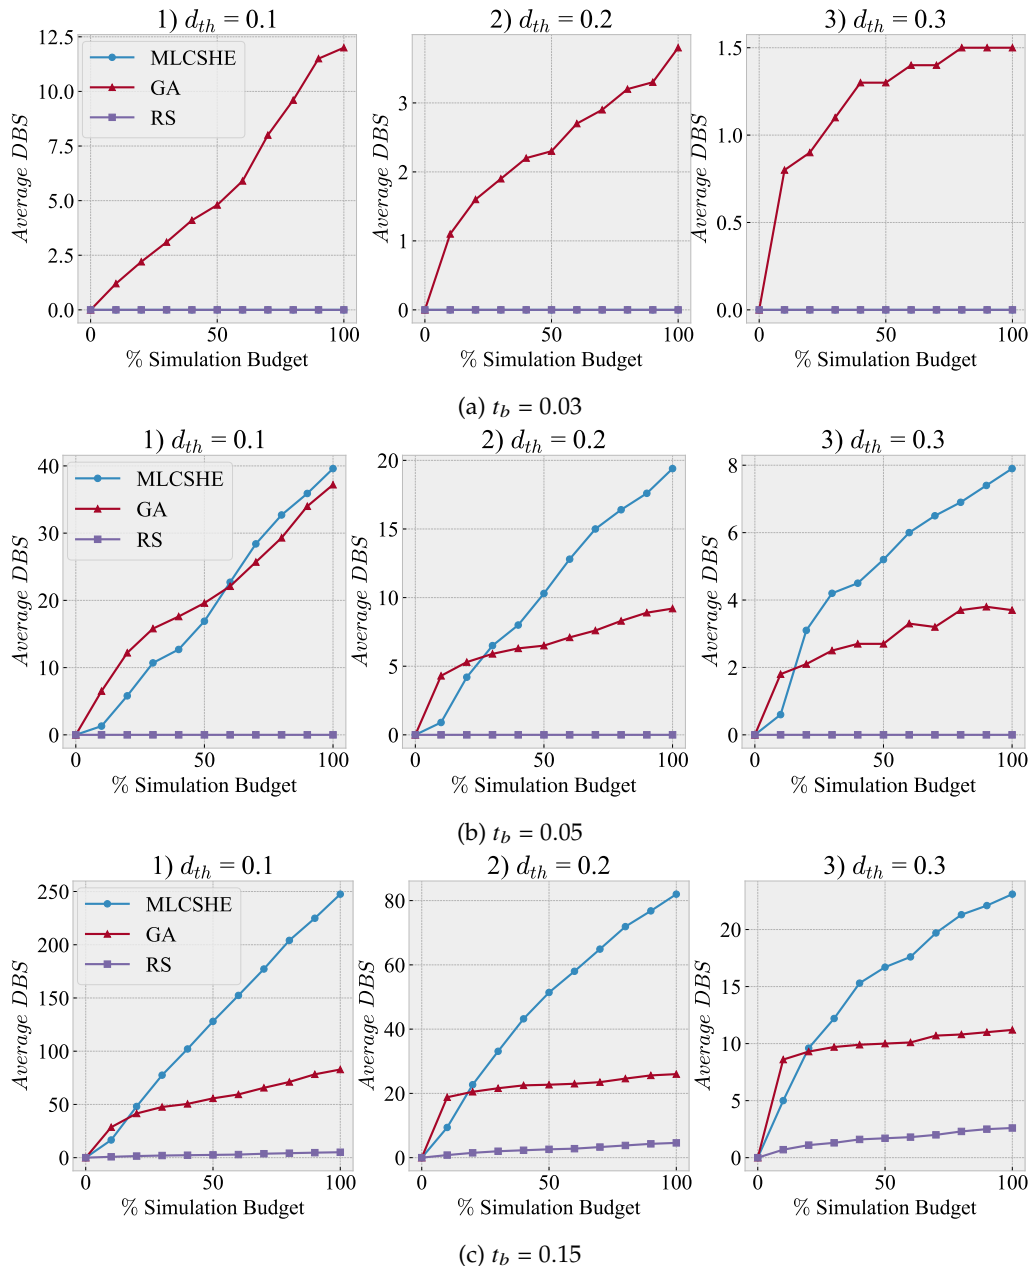 1) d_th = 0.1
2) d_th = 0.2
3) d_th = 0.3
12.5
10.0
7.5
5.0
2.5
0.0
Average DBS
MLCSHE
GA
RS
0 50 100
% Simulation Budget
3
2
1
0
Average DBS
0 50 100
% Simulation Budget
1.5
1.0
0.5
0.0
Average DBS
0 50 100
% Simulation Budget
(a) t_b = 0.03
1) d_th = 0.1
2) d_th = 0.2
3) d_th = 0.3
40
30
20
10
0
Average DBS
MLCSHE
GA
RS
0 50 100
% Simulation Budget
20
15
10
5
0
Average DBS
0 50 100
% Simulation Budget
8
6
4
2
0
Average DBS
0 50 100
% Simulation Budget
(b) t_b = 0.05
1) d_th = 0.1
2) d_th = 0.2
3) d_th = 0.3
250
200
150
100
50
0
Average DBS
MLCSHE
GA
RS
0 50 100
% Simulation Budget
80
60
40
20
0
Average DBS
0 50 100
% Simulation Budget
20
15
10
5
0
Average DBS
0 50 100
% Simulation Budget
(c) t_b = 0.15